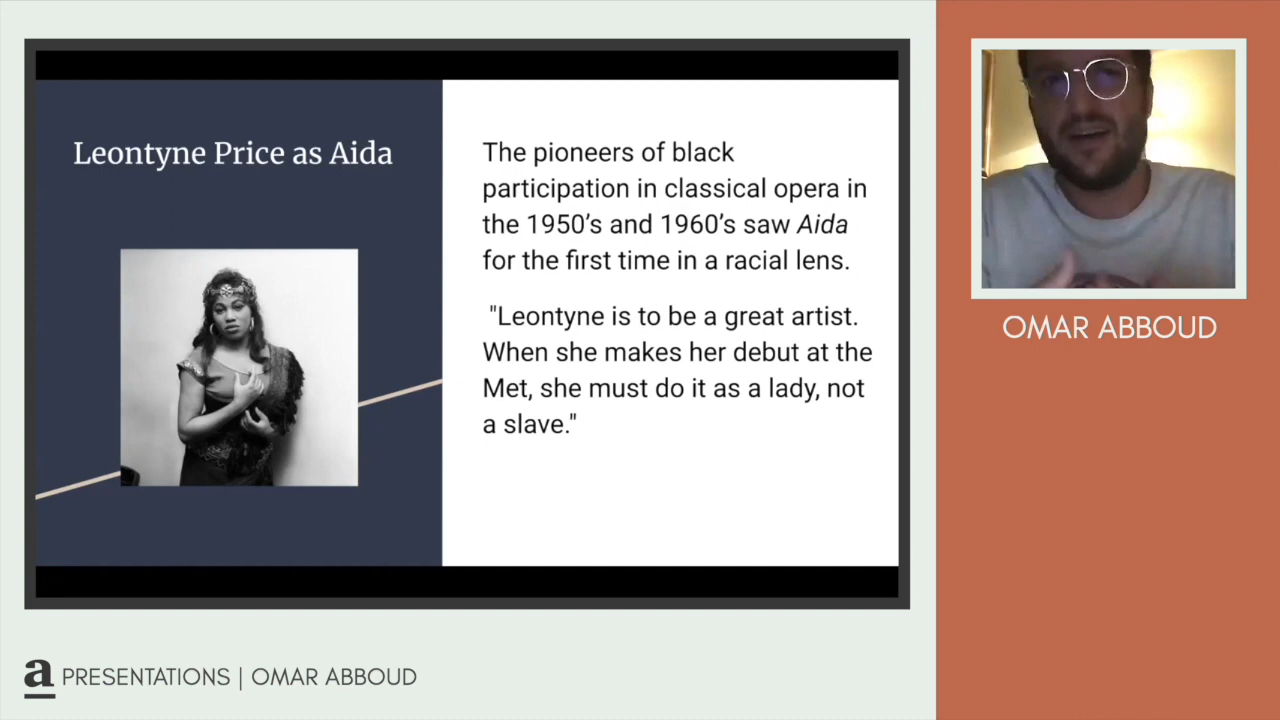 Leontyne Price as Aida
The pioneers of black
participation in classical opera in
the 1950’s and 1960’s saw Aida
for the first time in a racial lens.
"Leontyne is to be a great artist.
When she makes her debut at the
Met, she must do it as a lady, not
a slave."
OMAR ABBOUD
a PRESENTATIONS | OMAR ABBOUD